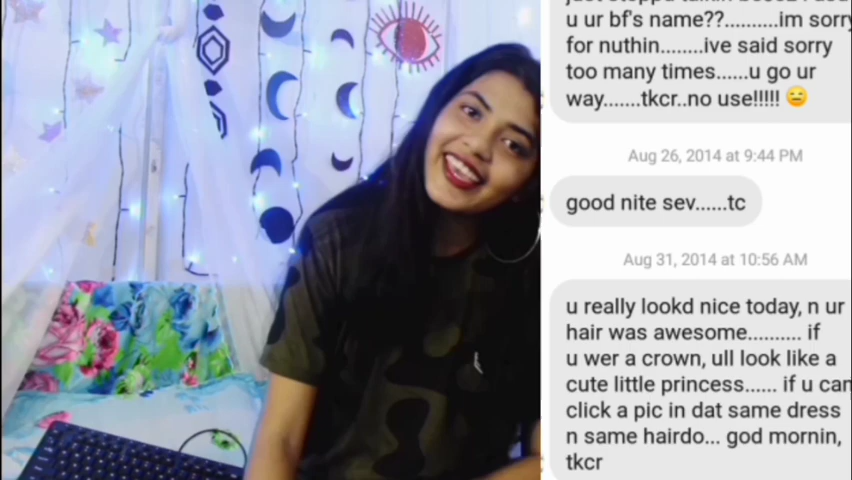 u ur bf's name??..........im sorry
for nuthin........ive said sorry
too many times......u go ur
way.......tkcr..no use!!!!! 😑
Aug 26, 2014 at 9:44 PM
good nite sev......tc
Aug 31, 2014 at 10:56 AM
u really lookd nice today, n ur
hair was awesome.......... if
u wer a crown, ull look like a
cute little princess...... if u can
click a pic in dat same dress
n same hairdo... god mornin,
tkcr